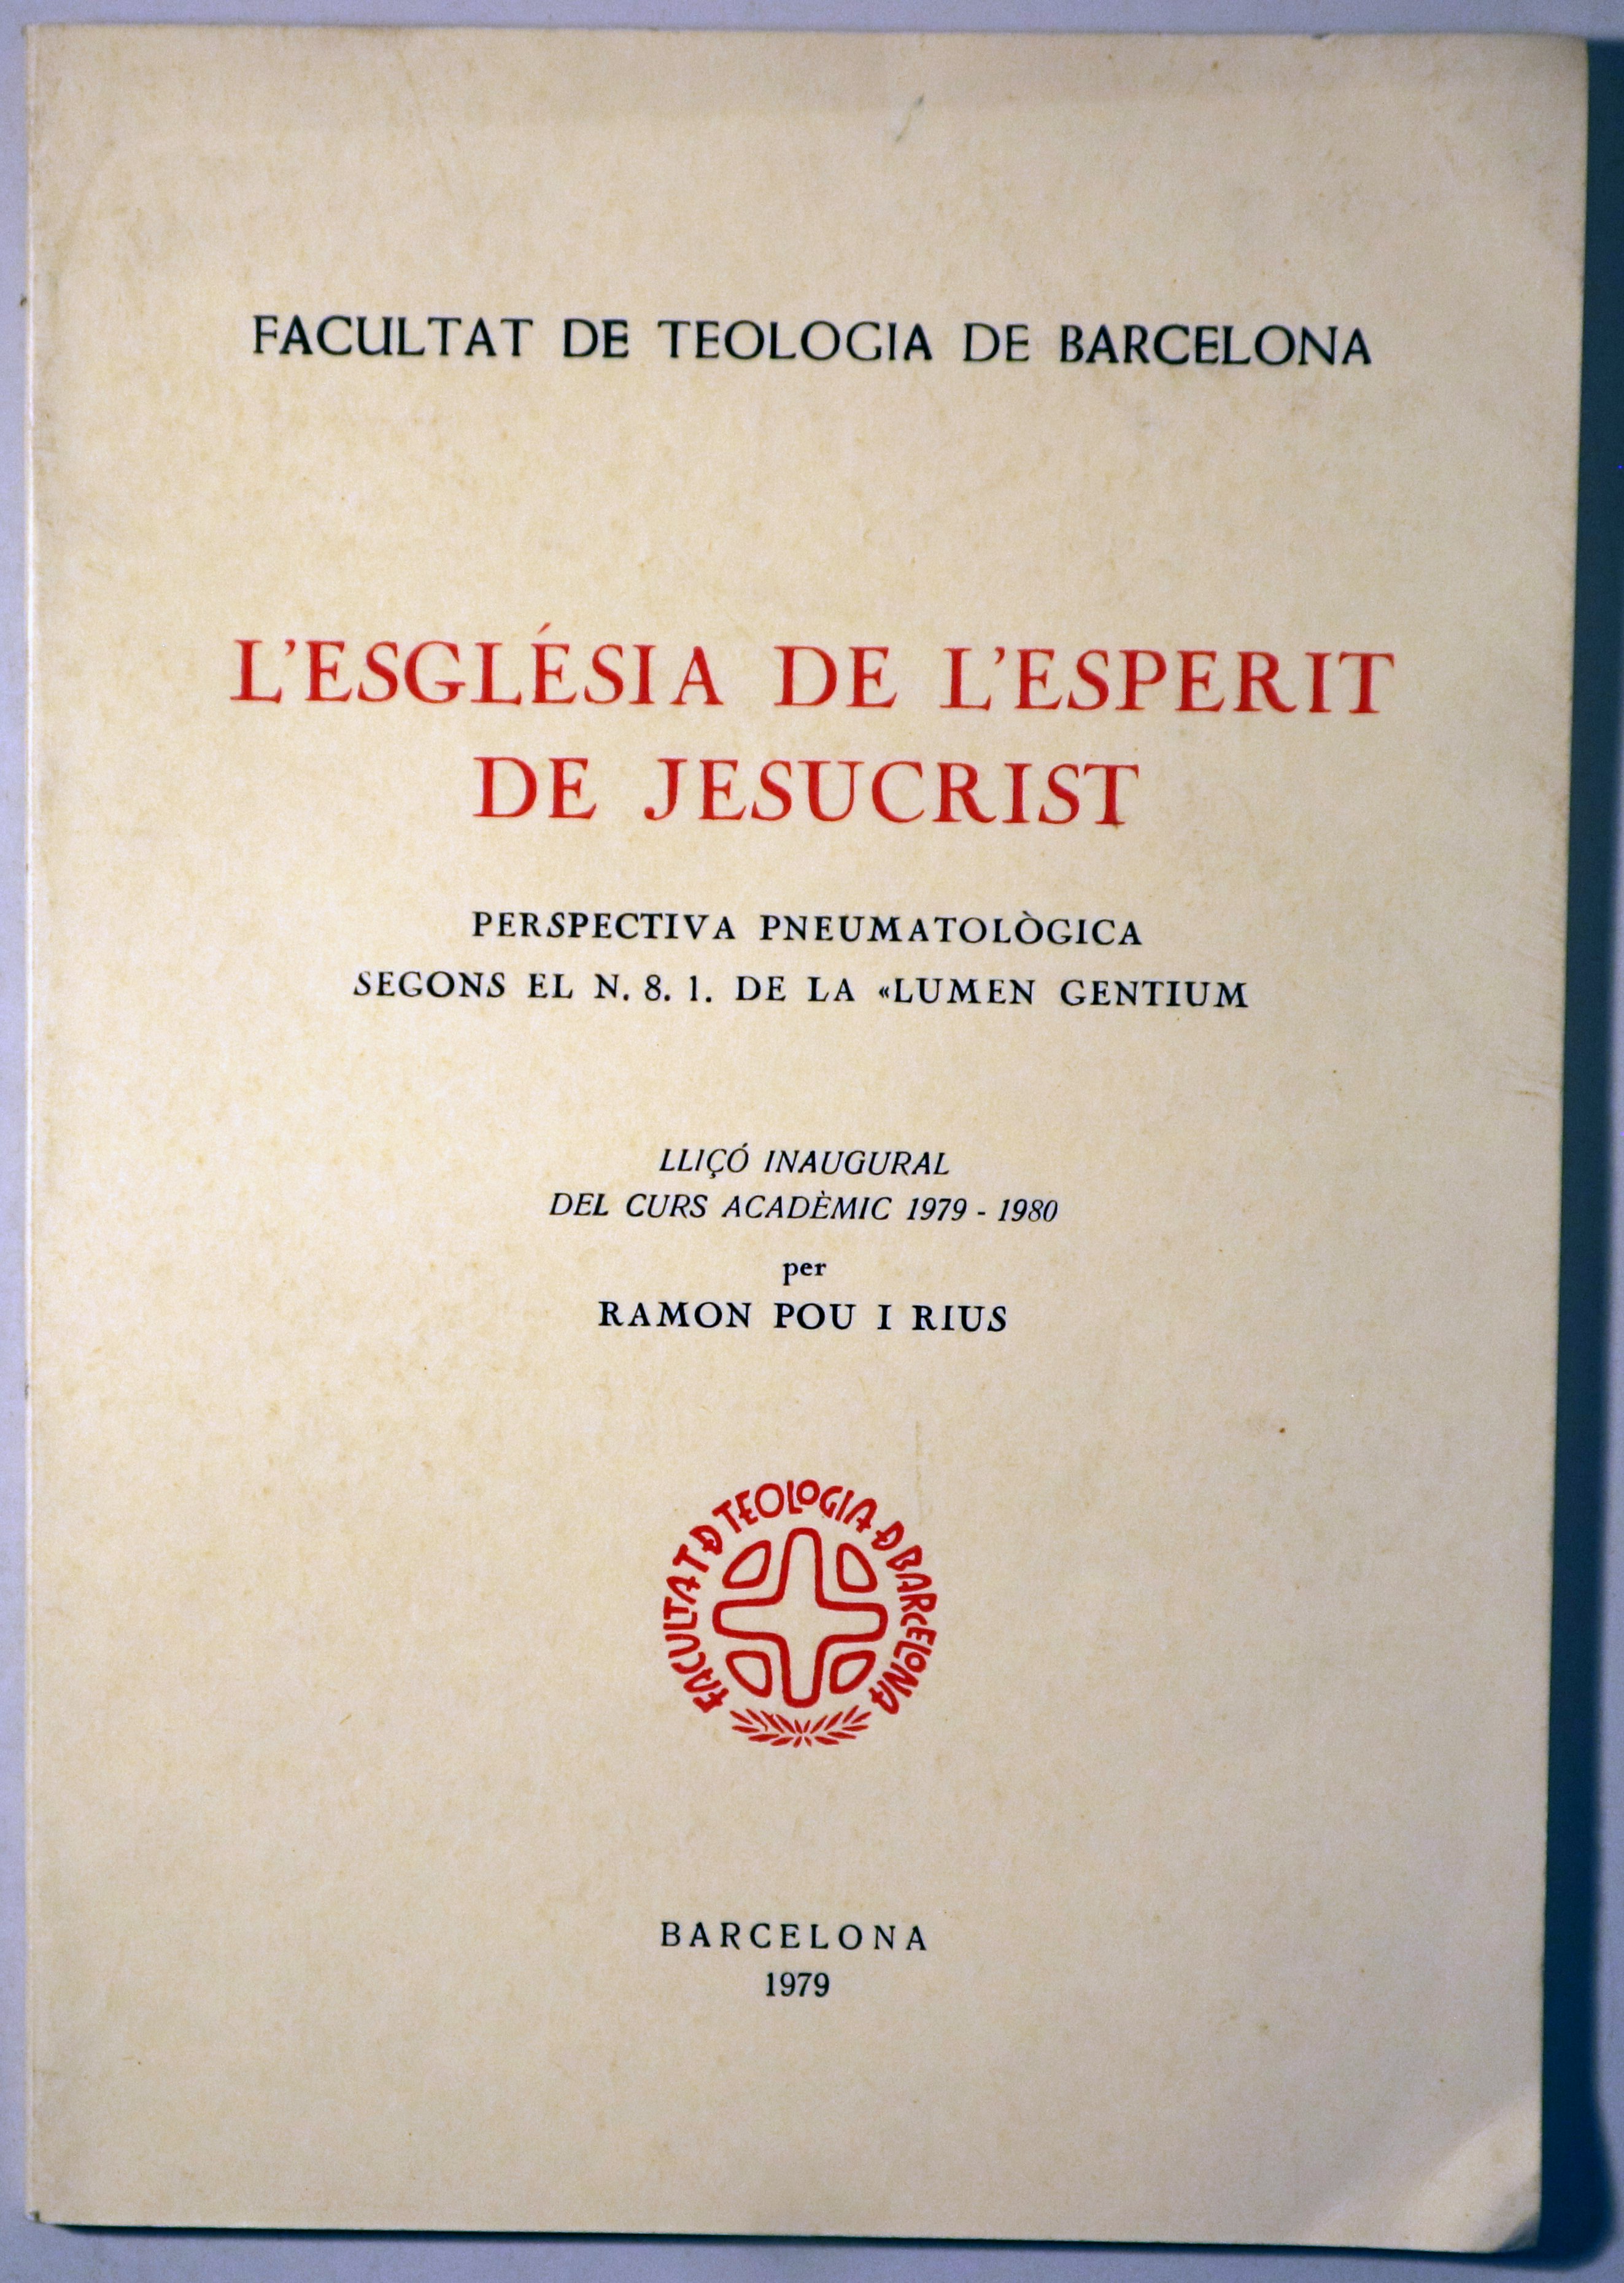 FACULTAT DE TEOLOGIA DE BARCELONA
L'ESGLÉSIA DE L'ESPERIT
DE JESUCRIST
PERSPECTIVA PNEUMATOLÒGICA
SEGONS EL N. 8. 1. DE LA «LUMEN GENTIUM
LLIÇÓ INAUGURAL
DEL CURS ACADÈMIC 1979 - 1980
per
RAMON POU I RIUS
FACULTAT D TEOLOGIA D BARCELONA
BARCELONA
1979